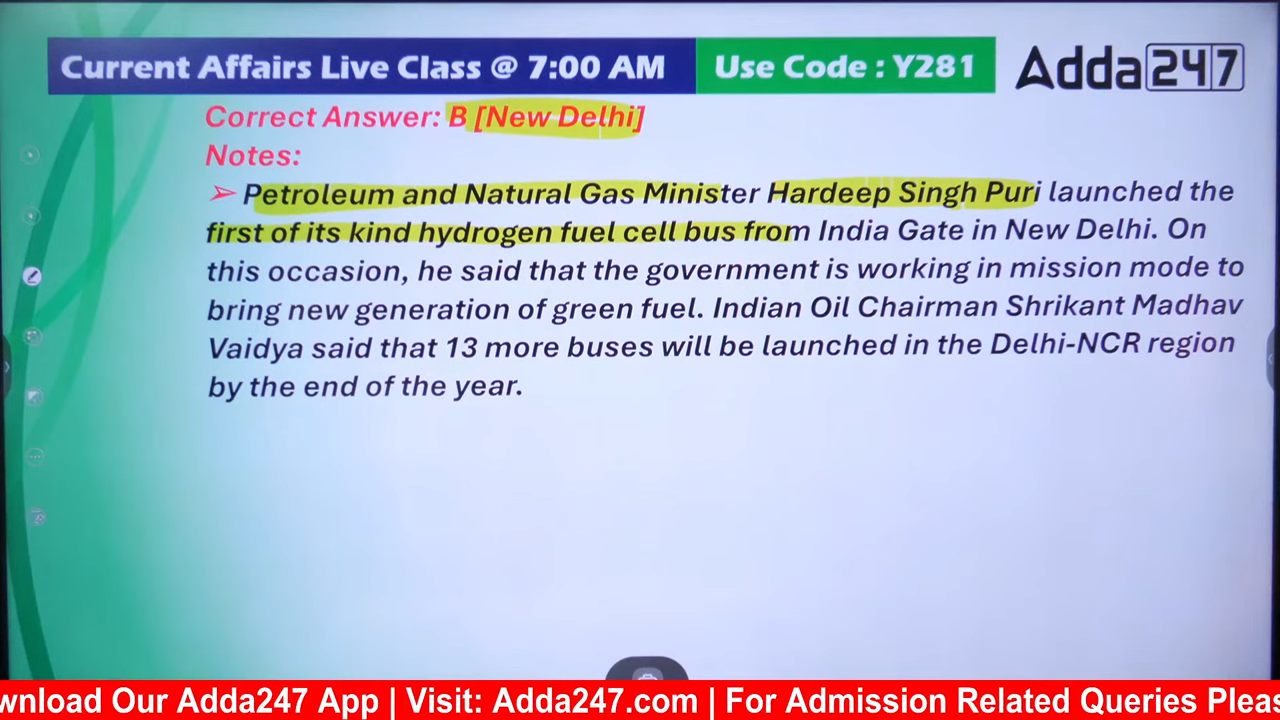 Current Affairs Live Class @ 7:00 AM
Use Code : Y281
Adda247
Correct Answer: B [New Delhi]
Notes:
➢ Petroleum and Natural Gas Minister Hardeep Singh Puri launched the
first of its kind hydrogen fuel cell bus from India Gate in New Delhi. On
this occasion, he said that the government is working in mission mode to
bring new generation of green fuel. Indian Oil Chairman Shrikant Madhav
Vaidya said that 13 more buses will be launched in the Delhi-NCR region
by the end of the year.
wnload Our Adda247 App | Visit: Adda247.com | For Admission Related Queries Pleas